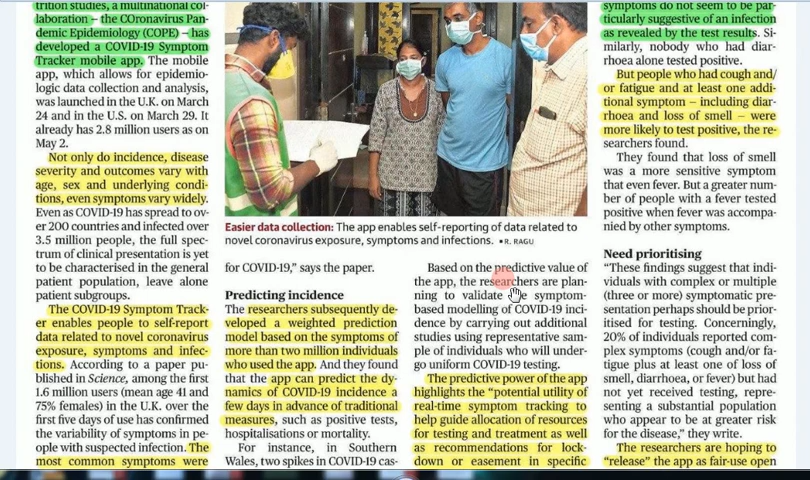 trition studies, a multinational col-
laboration – the COronavirus Pan-
demic Epidemiology (COPE) – has
developed a COVID-19 Symptom
Tracker mobile app. The mobile
app, which allows for epidemio-
logic data collection and analysis,
was launched in the U.K. on March
24 and in the U.S. on March 29. It
already has 2.8 million users as on
May 2.
Not only do incidence, disease
severity and outcomes vary with
age, sex and underlying condi-
tions, even symptoms vary widely.
Even as COVID-19 has spread to ov-
er 200 countries and infected over
3.5 million people, the full spec-
trum of clinical presentation is yet
to be characterised in the general
patient population, leave alone
patient subgroups.
The COVID-19 Symptom Track-
er enables people to self-report
data related to novel coronavirus
exposure, symptoms and infec-
tions. According to a paper pu-
blished in Science, among the first
1.6 million users (mean age 41 and
75% females) in the U.K. over the
first five days of use has confirmed
the variability of symptoms in pe-
ople with suspected infection. The
most common symptoms were
Easier data collection: The app enables self-reporting of data related to
novel coronavirus exposure, symptoms and infections. •R. RAGU
for COVID-19,” says the paper.
Predicting incidence
The researchers subsequently de-
veloped a weighted prediction
model based on the symptoms of
more than two million individuals
who used the app. And they found
that the app can predict the dy-
namics of COVID-19 incidence a
few days in advance of traditional
measures, such as positive tests,
hospitalisations or mortality.
For instance, in Southern
Wales, two spikes in COVID-19 cas-
Based on the predictive value of
the app, the researchers are plan-
ning to validate the symptom-
based modelling of COVID-19 inci-
dence by carrying out additional
studies using representative sam-
ple of individuals who will under-
go uniform COVID-19 testing.
The predictive power of the app
highlights the “potential utility of
real-time symptom tracking to
help guide allocation of resources
for testing and treatment as well
as recommendations for lock-
down or easement in specific
symptoms do not seem to be par-
ticularly suggestive of an infection
as revealed by the test results. Si-
milarly, nobody who had diar-
rhoea alone tested positive.
But people who had cough and/
or fatigue and at least one addi-
tional symptom – including diar-
rhoea and loss of smell – were
more likely to test positive, the re-
searchers found.
They found that loss of smell
was a more sensitive symptom
that even fever. But a greater num-
ber of people with a fever tested
positive when fever was accompa-
nied by other symptoms.
Need prioritising
“These findings suggest that indi-
viduals with complex or multiple
(three or more) symptomatic pre-
sentation perhaps should be prior-
itised for testing. Concerningly,
20% of individuals reported com-
plex symptoms (cough and/or fa-
tigue plus at least one of loss of
smell, diarrhoea, or fever) but had
not yet received testing, repre-
senting a substantial population
who appear to be at greater risk
for the disease,” they write.
The researchers are hoping to
“release” the app as fair-use open